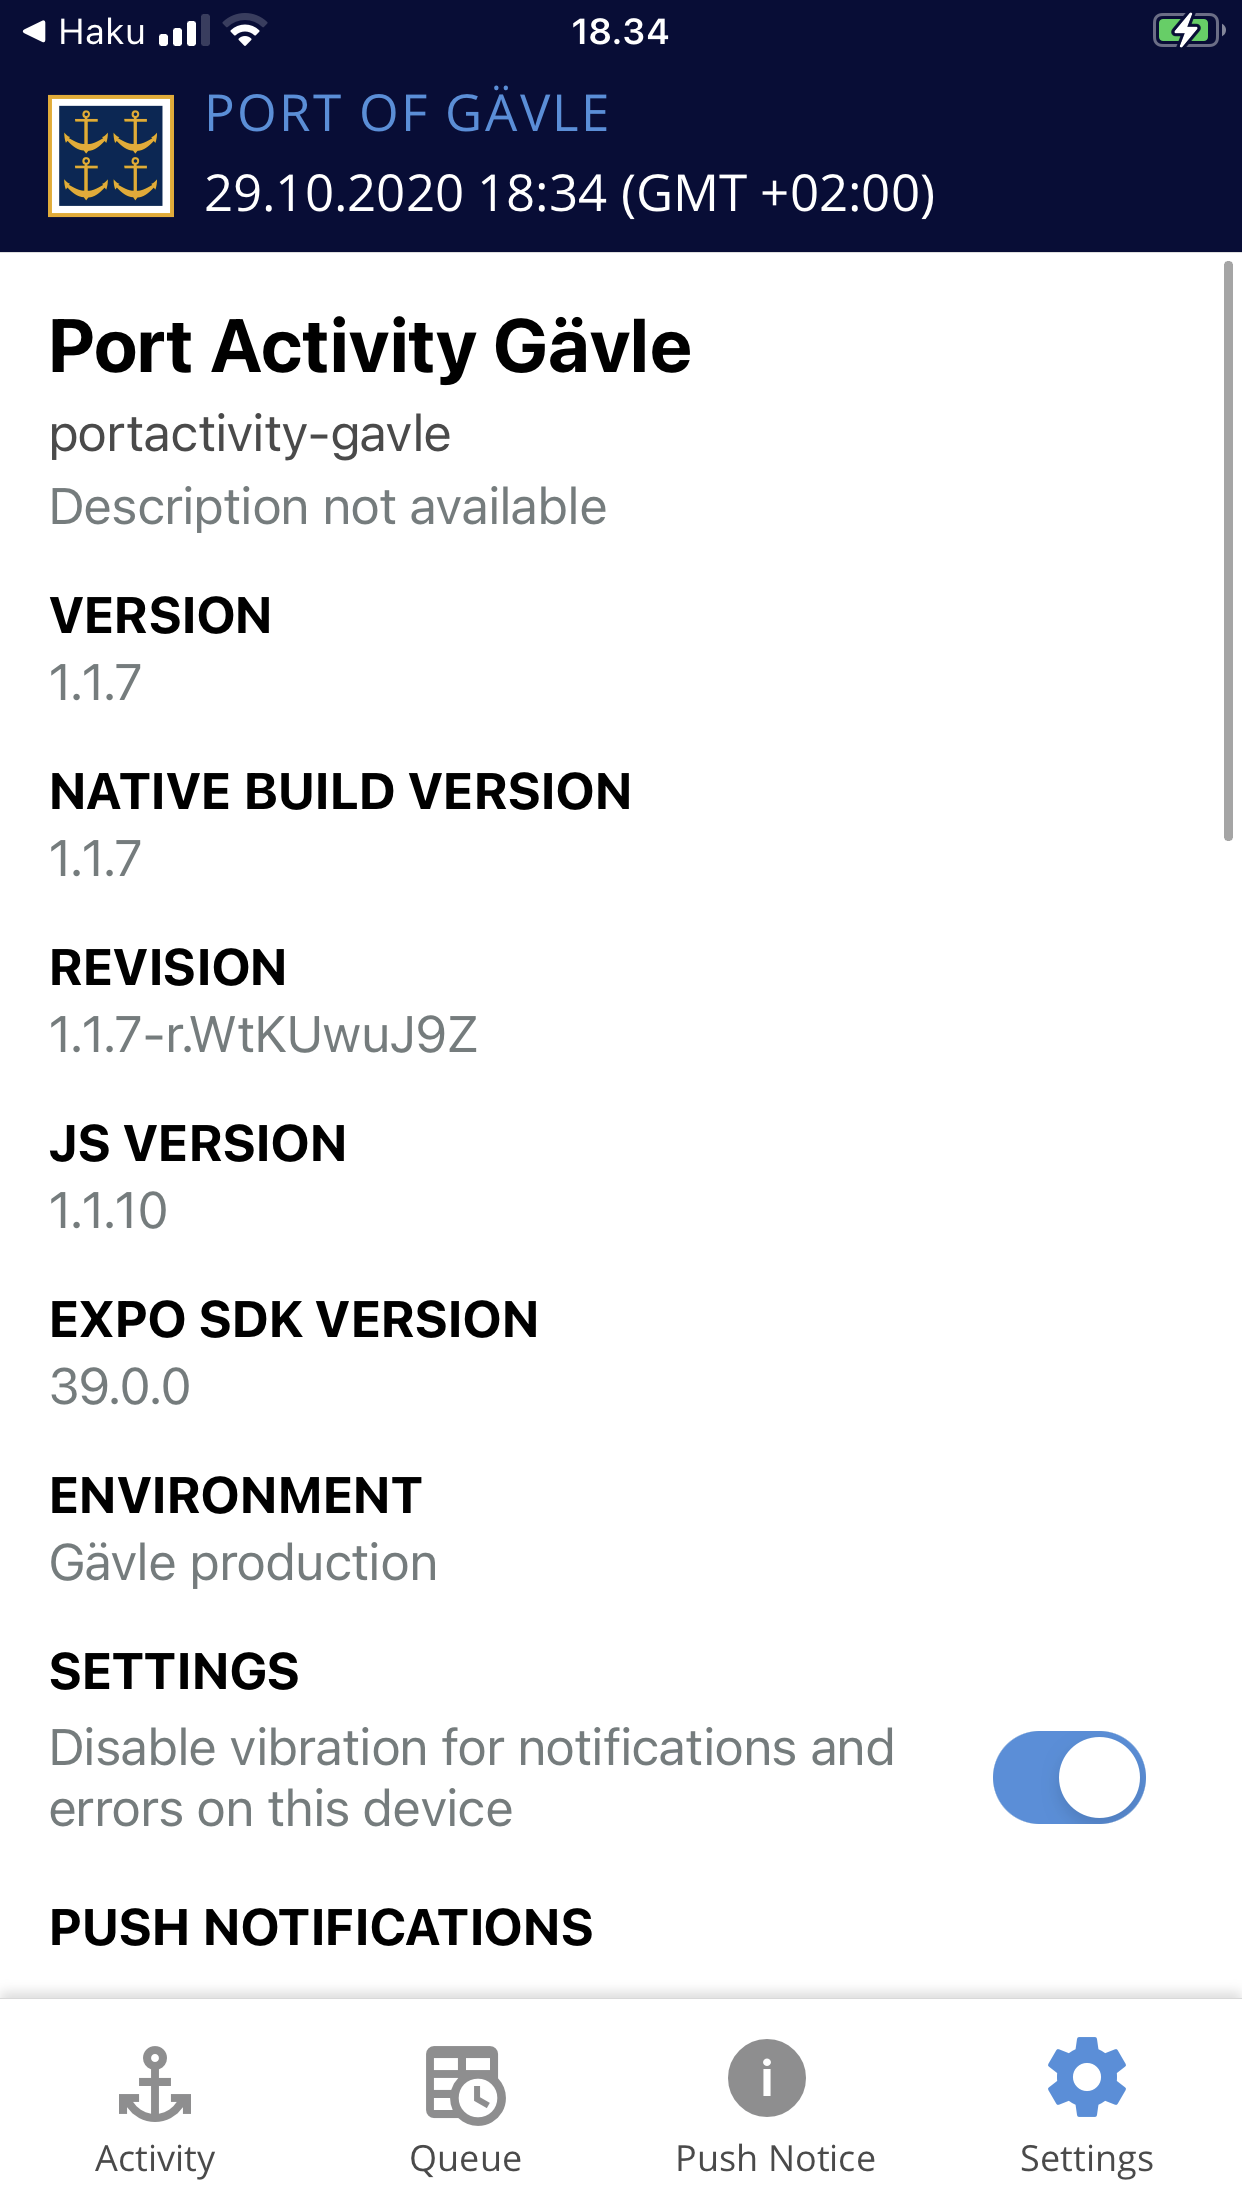 Haku
18.34
PORT OF GÄVLE
29.10.2020 18:34 (GMT +02:00)
Port Activity Gävle
portactivity-gavle
Description not available
VERSION
1.1.7
NATIVE BUILD VERSION
1.1.7
REVISION
1.1.7-r.WtKUwuJ9Z
JS VERSION
1.1.10
EXPO SDK VERSION
39.0.0
ENVIRONMENT
Gävle production
SETTINGS
Disable vibration for notifications and
errors on this device
PUSH NOTIFICATIONS
Activity
Queue
Push Notice
Settings